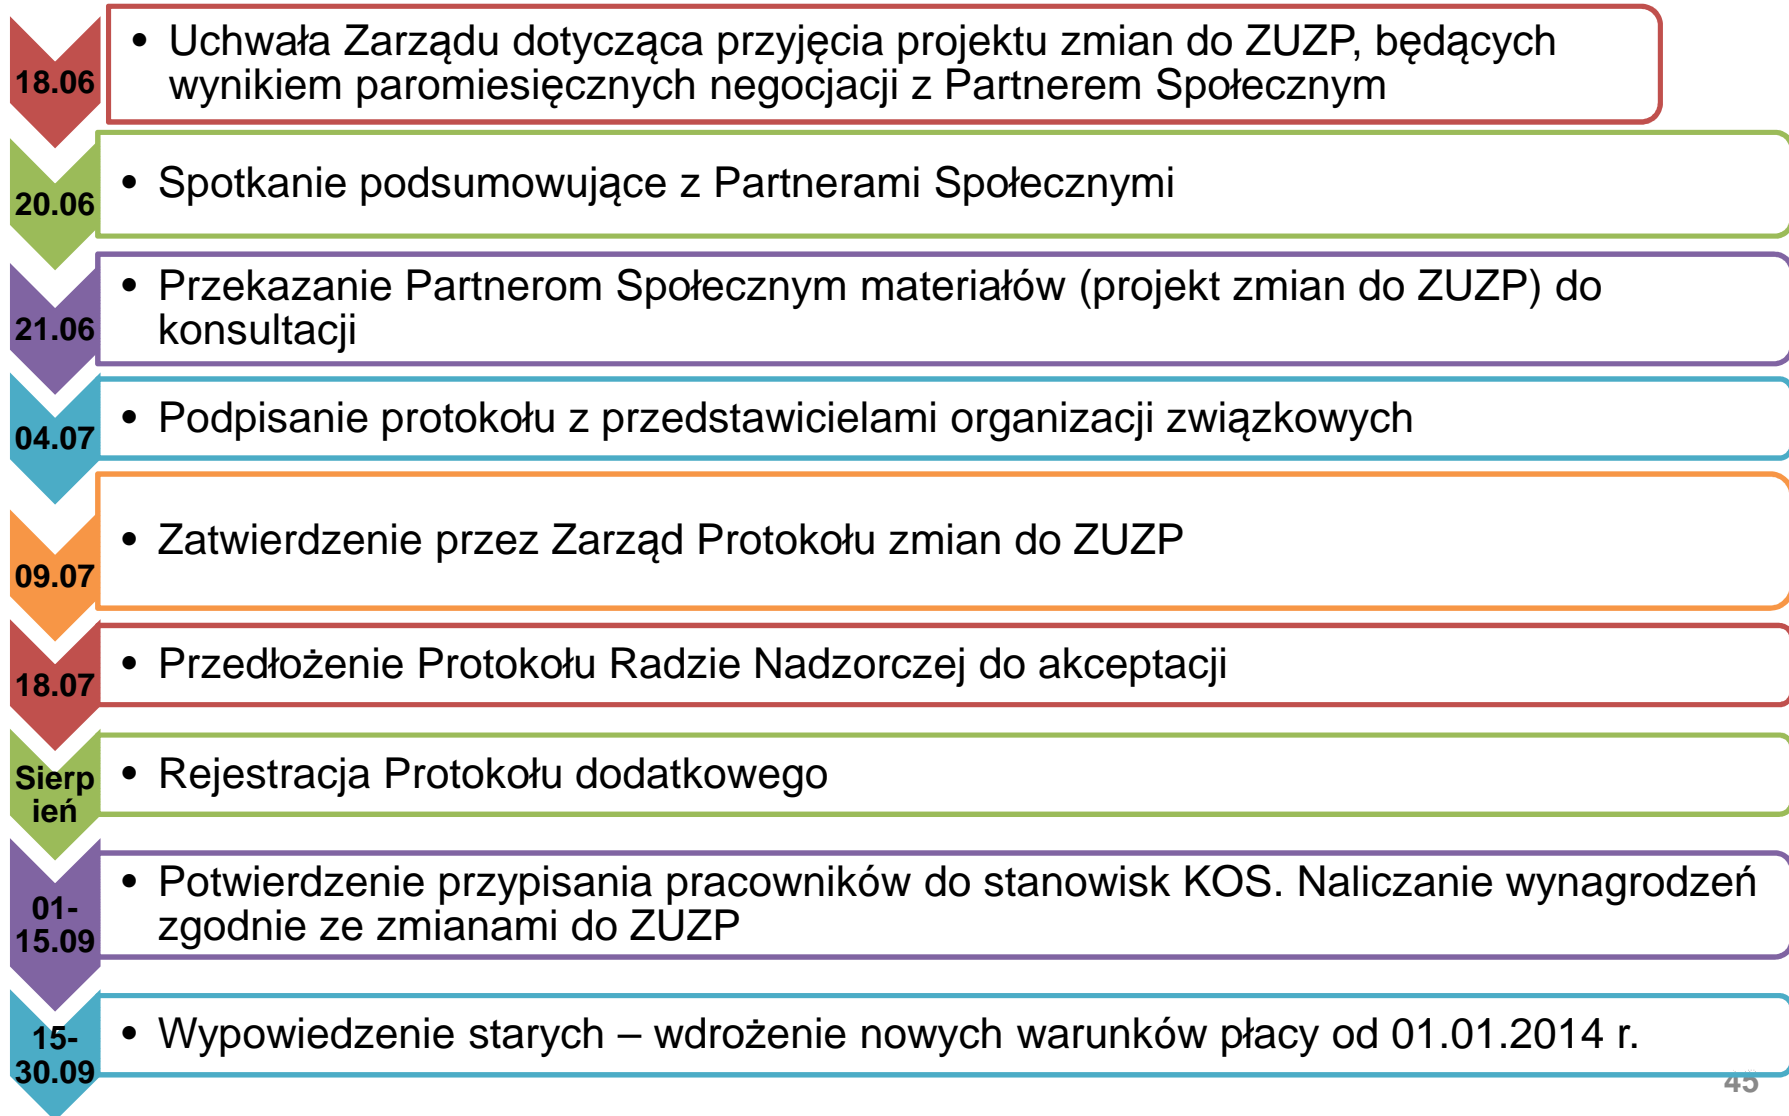 18.06
• Uchwała Zarządu dotycząca przyjęcia projektu zmian do ZUZP, będących
wynikiem paromiesięcznych negocjacji z Partnerem Społecznym
20.06
• Spotkanie podsumowujące z Partnerami Społecznymi
21.06
• Przekazanie Partnerom Społecznym materiałów (projekt zmian do ZUZP) do
konsultacji
04.07
• Podpisanie protokołu z przedstawicielami organizacji związkowych
09.07
• Zatwierdzenie przez Zarząd Protokołu zmian do ZUZP
18.07
• Przedłożenie Protokołu Radzie Nadzorczej do akceptacji
Sierp
ień
• Rejestracja Protokołu dodatkowego
01-
15.09
• Potwierdzenie przypisania pracowników do stanowisk KOS. Naliczanie wynagrodzeń
zgodnie ze zmianami do ZUZP
15-
30.09
• Wypowiedzenie starych – wdrożenie nowych warunków płacy od 01.01.2014 r.
45